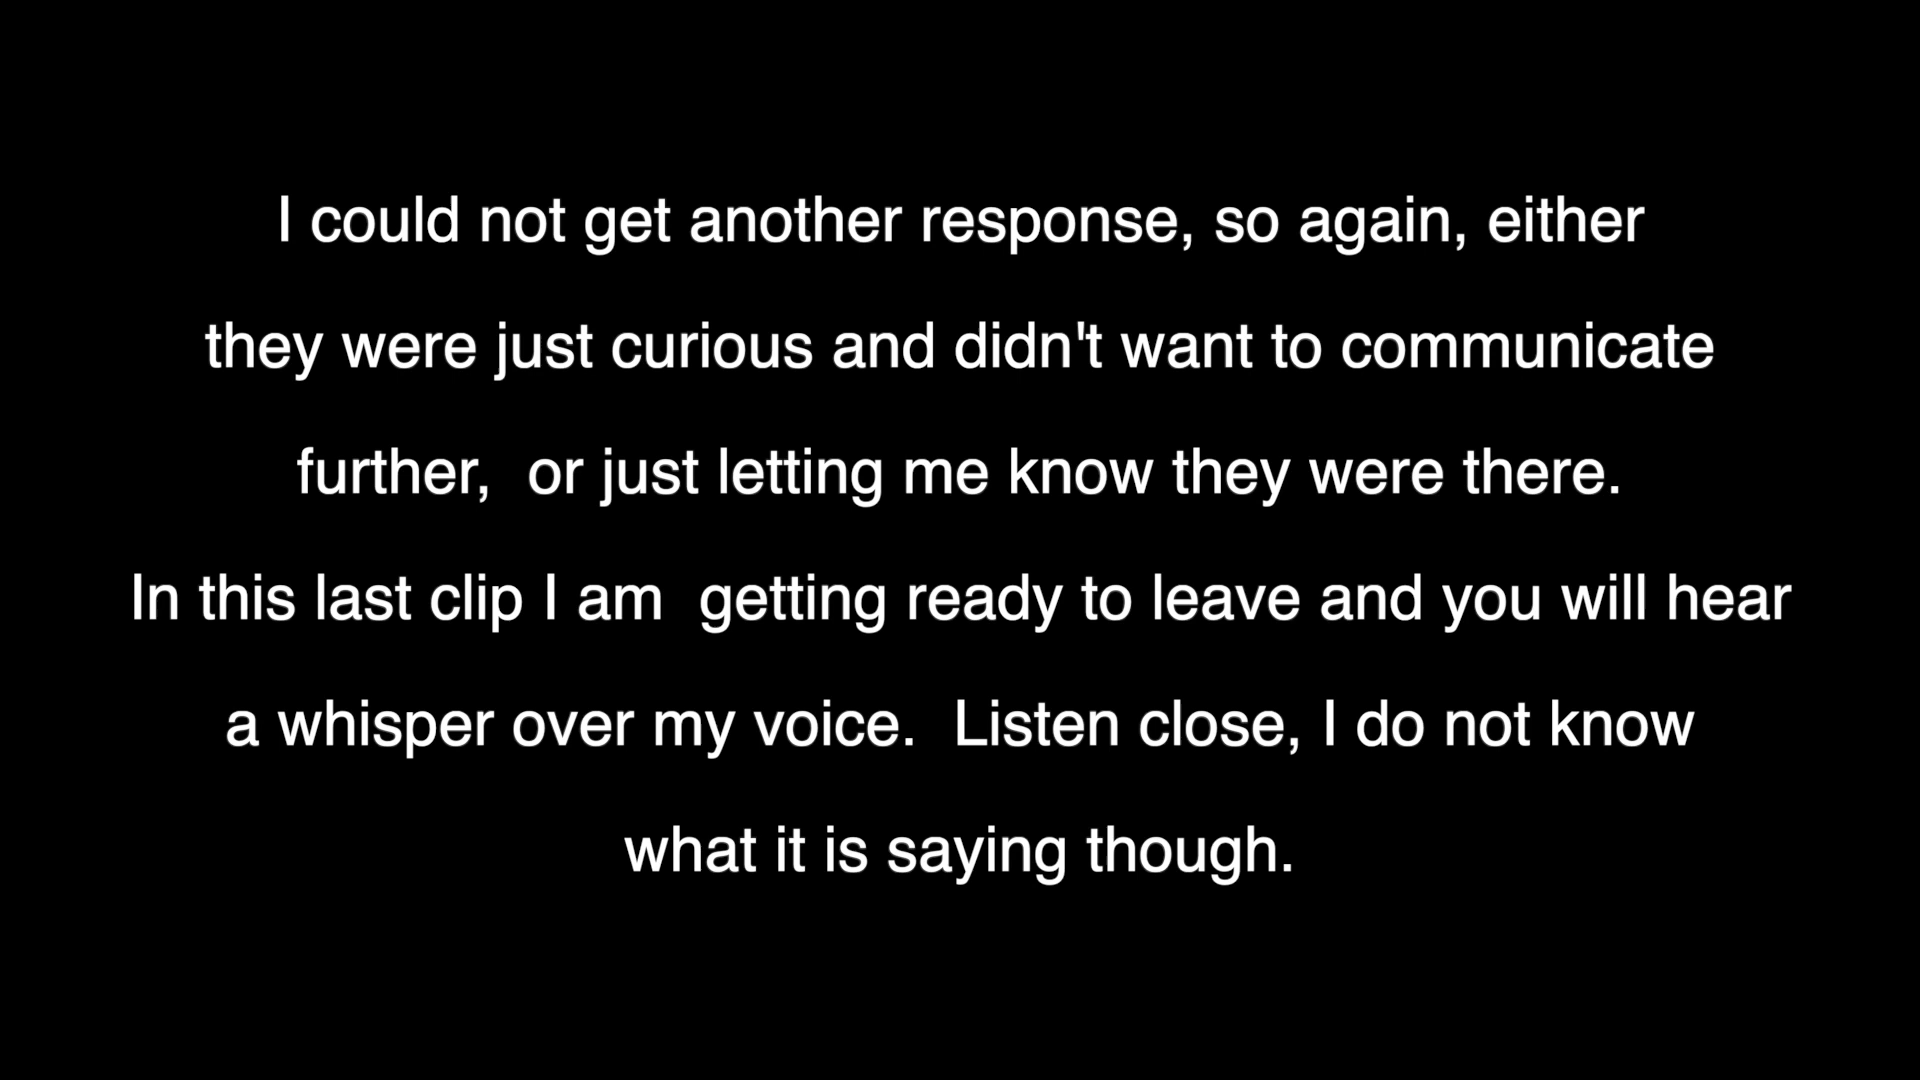 I could not get another response, so again, either
they were just curious and didn't want to communicate
further,  or just letting me know they were there.
In this last clip I am  getting ready to leave and you will hear
a whisper over my voice.  Listen close, I do not know
what it is saying though.